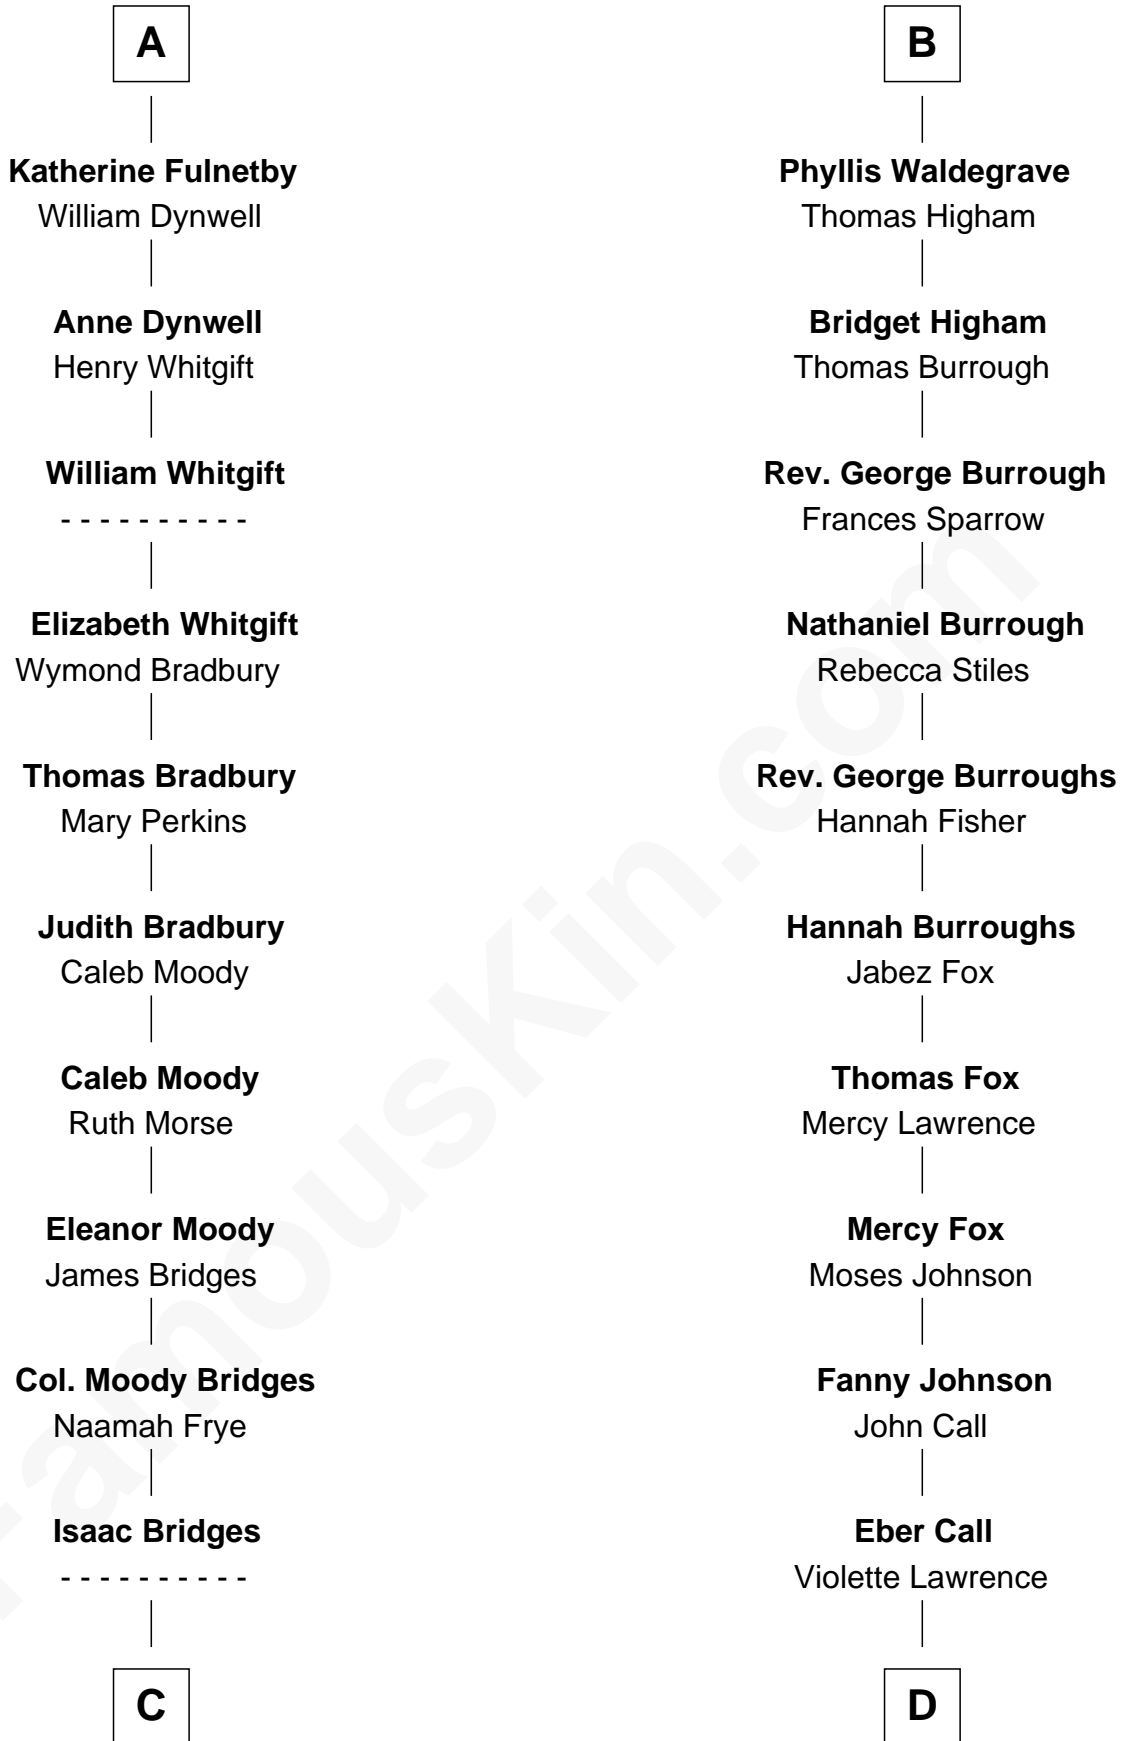 A
Katherine Fulnetby
William Dynwell
Anne Dynwell
Henry Whitgift
William Whitgift
- - - - - - - - - -
Elizabeth Whitgift
Wymond Bradbury
Thomas Bradbury
Mary Perkins
Judith Bradbury
Caleb Moody
Caleb Moody
Ruth Morse
Eleanor Moody
James Bridges
Col. Moody Bridges
Naamah Frye
Isaac Bridges
- - - - - - - - - -
C
B
Phyllis Waldegrave
Thomas Higham
Bridget Higham
Thomas Burrough
Rev. George Burrough
Frances Sparrow
Nathaniel Burrough
Rebecca Stiles
Rev. George Burroughs
Hannah Fisher
Hannah Burroughs
Jabez Fox
Thomas Fox
Mercy Lawrence
Mercy Fox
Moses Johnson
Fanny Johnson
John Call
Eber Call
Violette Lawrence
D
FamousKin.com